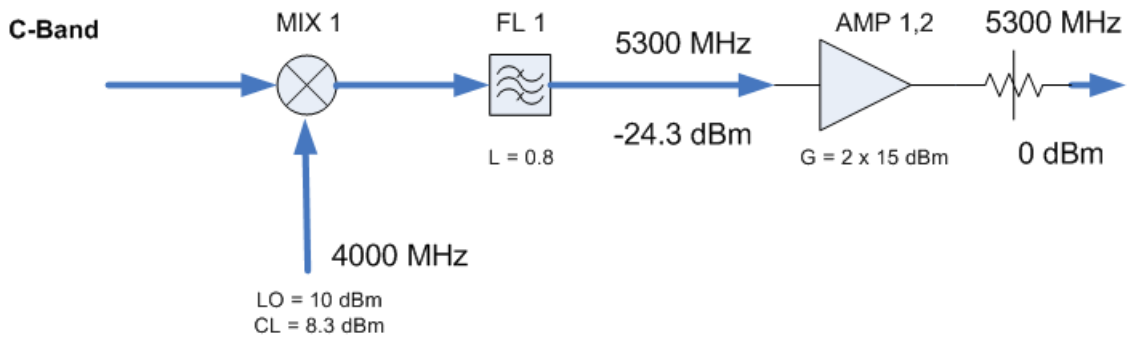 C-Band
MIX 1
FL 1
5300 MHz
AMP 1,2
5300 MHz
-24.3 dBm
L = 0.8
G = 2 x 15 dBm
0 dBm
4000 MHz
LO = 10 dBm
CL = 8.3 dBm